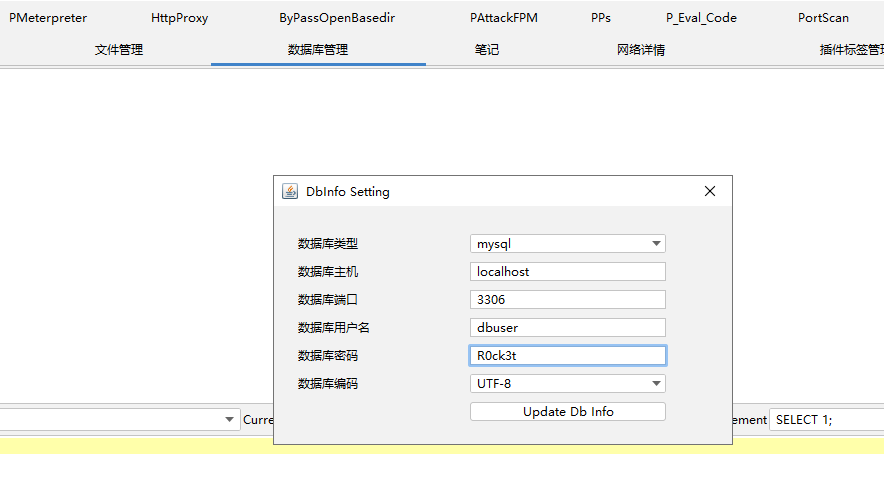 PMeterpreter HttpProxy ByPassOpenBasedir PAttackFPM PPs P_Eval_Code PortScan
文件管理 数据库管理 笔记 网络详情 插件标签管
DbInfo Setting
数据库类型 mysql
数据库主机 localhost
数据库端口 3306
数据库用户名 dbuser
数据库密码 R0ck3t
数据库编码 UTF-8
Update Db Info
Curre ement SELECT 1;